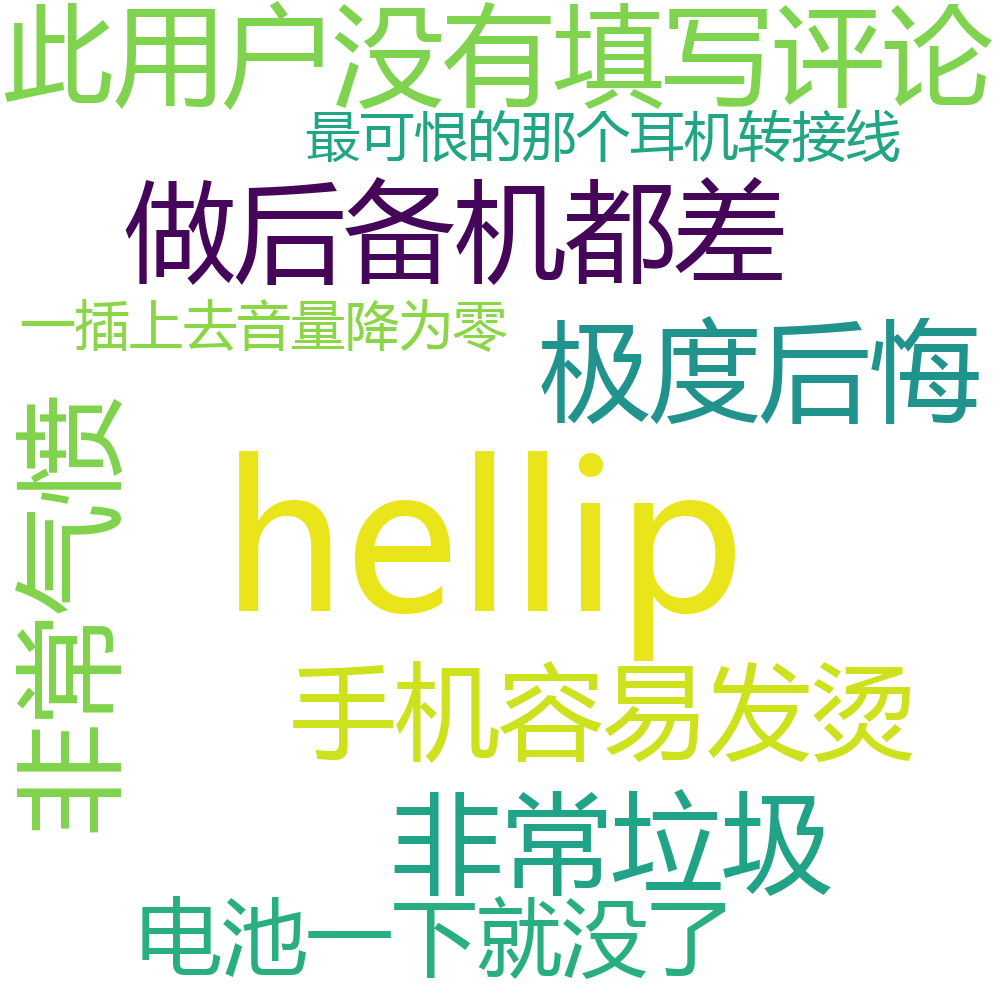 此用户没有填写评论
最可恨的那个耳机转接线
做后备机都差
一插上去音量降为零
极度后悔
非常气愤
hellip
手机容易发烫
非常垃圾
电池一下就没了